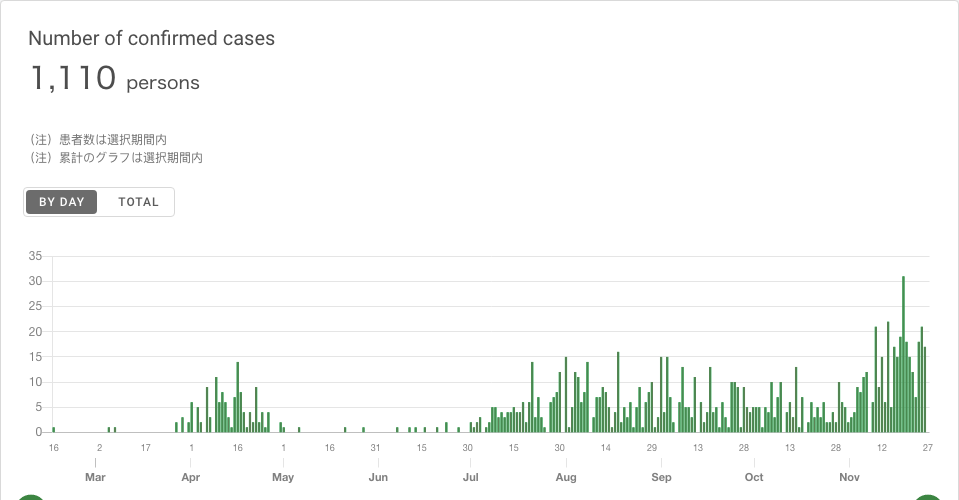 Number of confirmed cases
1,110 persons
（注）患者数は選択期間内
（注）累計のグラフは選択期間内
BY DAY TOTAL
35
30
25
20
15
10
5
0
16 2 17 1 16 1 16 31 15 30 15 30 14 29 13 28 13 28 12 27
Mar Apr May Jun Jul Aug Sep Oct Nov